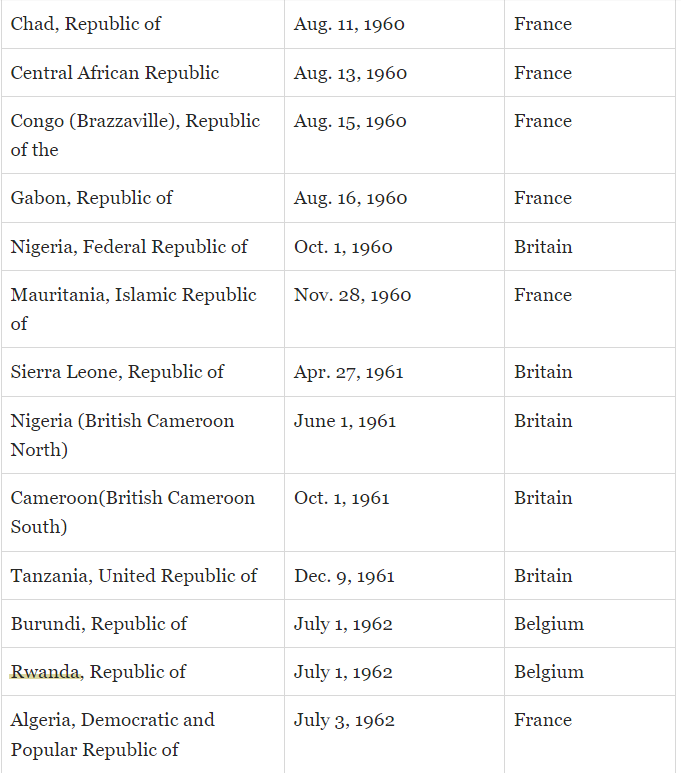 Chad, Republic of Aug. 11, 1960 France
Central African Republic Aug. 13, 1960 France
Congo (Brazzaville), Republic Aug. 15, 1960 France
of the
Gabon, Republic of Aug. 16, 1960 France
Nigeria, Federal Republic of Oct. 1, 1960 Britain
Mauritania, Islamic Republic Nov. 28, 1960 France
of
Sierra Leone, Republic of Apr. 27, 1961 Britain
Nigeria (British Cameroon June 1, 1961 Britain
North)
Cameroon(British Cameroon Oct. 1, 1961 Britain
South)
Tanzania, United Republic of Dec. 9, 1961 Britain
Burundi, Republic of July 1, 1962 Belgium
Rwanda, Republic of July 1, 1962 Belgium
Algeria, Democratic and July 3, 1962 France
Popular Republic of